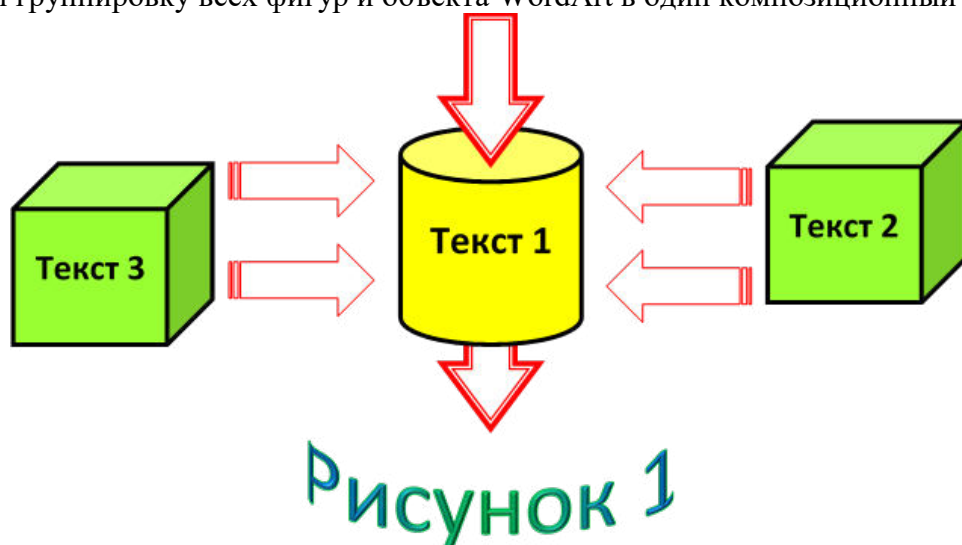 группировку всех фигур и объекта WordArt в один композиционный
Текст 1
Текст 2
Текст 3
Рисунок 1